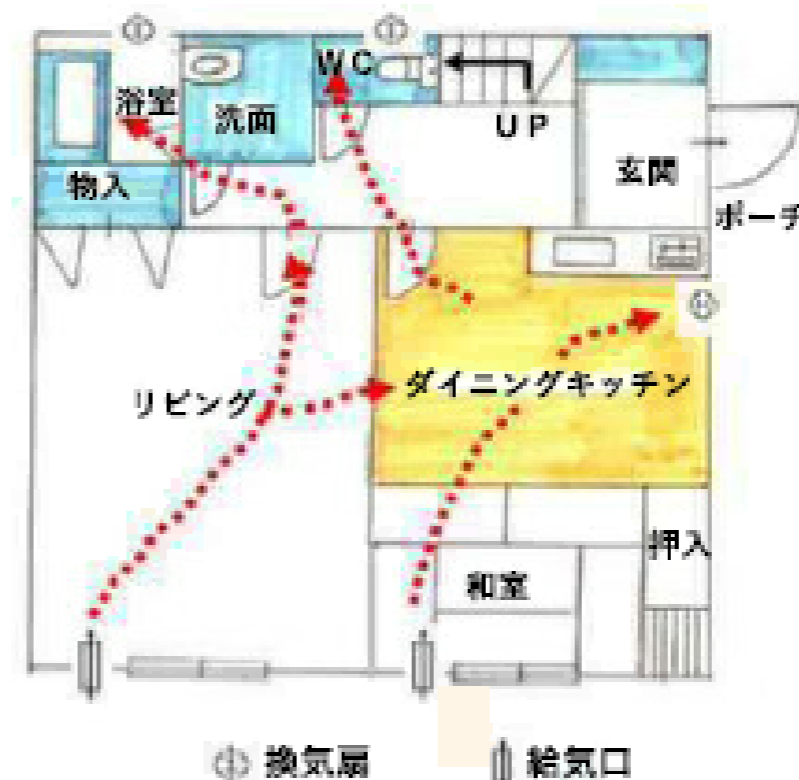 WC
浴室
洗面
UP
物入
玄関
ポーチ
リビング
ダイニングキッチン
和室
押入
換気扇
給気口